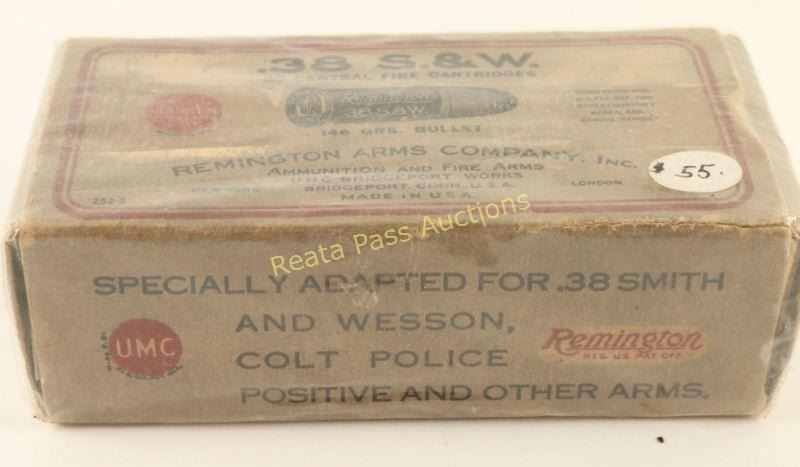 .38 S.&W.
CENTRAL FIRE CARTRIDGES
Remington
.38 S.&W.
146 GRS. BULLET
REMINGTON ARMS COMPANY, INC.
AMMUNITION AND FIRE ARMS
UMC BRIDGEPORT WORKS
NEW YORK BRIDGEPORT, CONN., U.S.A. LONDON
MADE IN U.S.A.
252-S
$55.
Reata Pass Auctions
SPECIALLY ADAPTED FOR .38 SMITH
AND WESSON,
UMC
COLT POLICE
Remington
REG. US PAT. OFF.
POSITIVE AND OTHER ARMS.